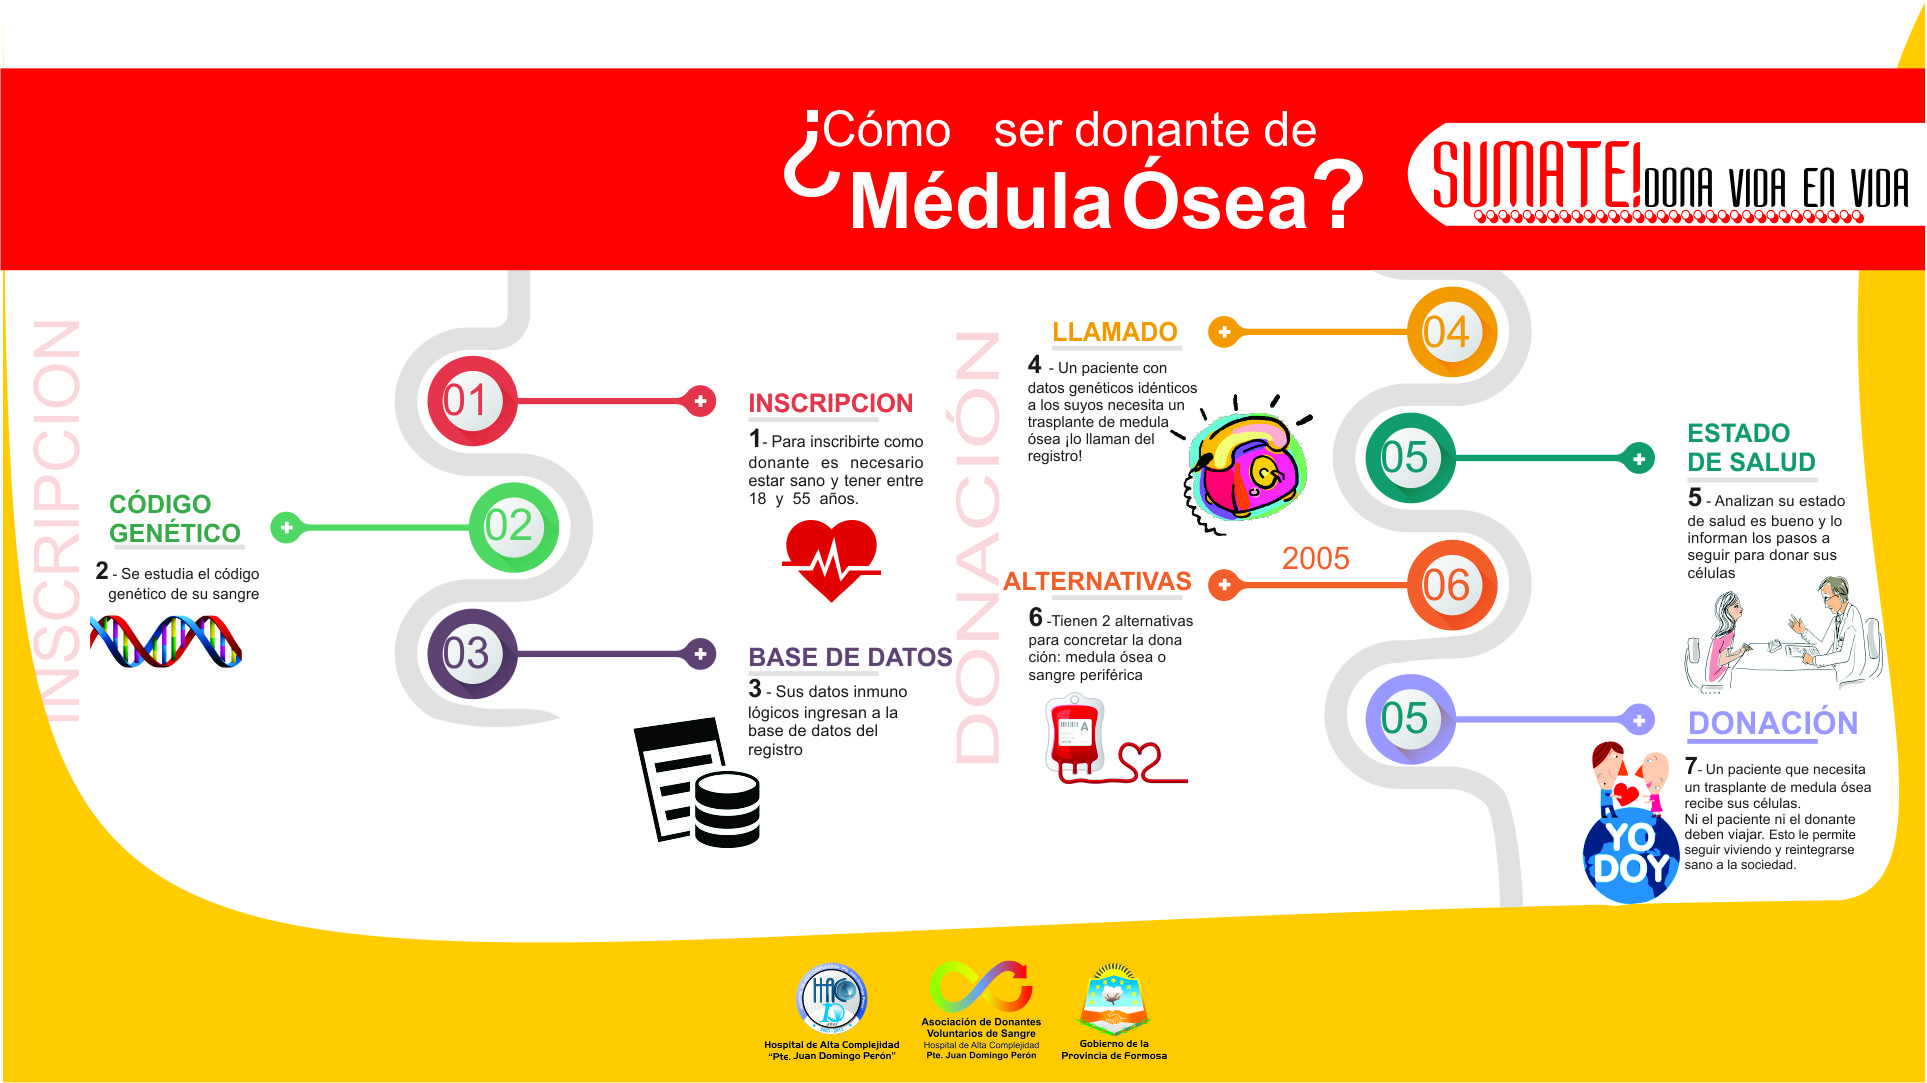 ¿Cómo ser donante de
Médula Ósea?
SUMATE! DONA VIDA EN VIDA
INSCRIPCION
01
INSCRIPCION
1- Para inscribirte como
donante es necesario
estar sano y tener entre
18 y 55 años.
02
CÓDIGO
GENÉTICO
2 - Se estudia el código
genético de su sangre
03
BASE DE DATOS
3 - Sus datos inmuno
lógicos ingresan a la
base de datos del
registro
DONACIÓN
04
LLAMADO
4 - Un paciente con
datos genéticos idénticos
a los suyos necesita un
trasplante de medula
ósea ¡lo llaman del
registro!
05
ESTADO
DE SALUD
5 - Analizan su estado
de salud es bueno y lo
informan los pasos a
seguir para donar sus
células
06
2005
ALTERNATIVAS
6 -Tienen 2 alternativas
para concretar la dona
ción: medula ósea o
sangre periférica
A
05
DONACIÓN
7- Un paciente que necesita
un trasplante de medula ósea
recibe sus células.
Ni el paciente ni el donante
deben viajar. Esto le permite
seguir viviendo y reintegrarse
sano a la sociedad.
YO
DOY
HAC
Hospital de Alta Complejidad
"Pte. Juan Domingo Perón"
Asociación de Donantes
Voluntarios de Sangre
Hospital de Alta Complejidad
Pte. Juan Domingo Perón
Gobierno de la
Provincia de Formosa